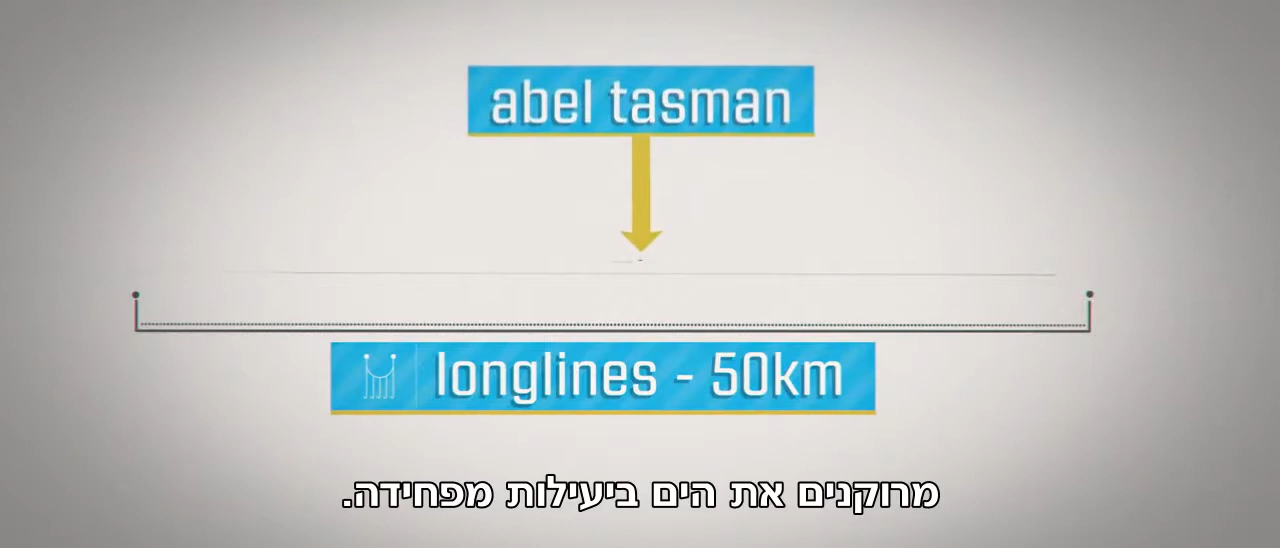 abel tasman
longlines - 50km
מרוקנים את הים ביעילות מפחידה.